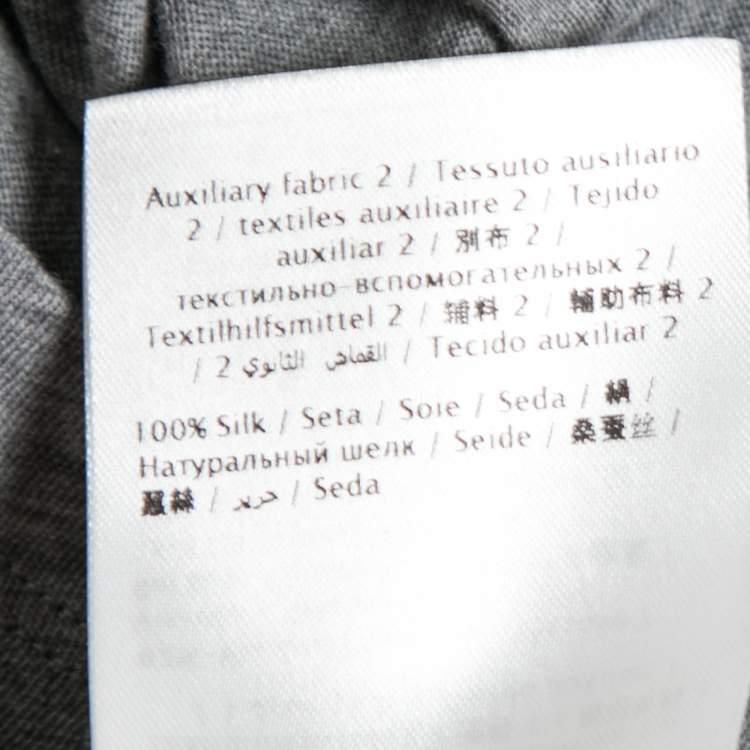 Auxiliary fabric 2 / Tessuto ausiliario
2 / textiles auxiliaire 2 / Tejido
auxiliar 2 / 別布 2 /
текстильно-вспомогательных 2 /
Textilhilfsmittel 2 / 辅料 2 / 輔助布料 2
/ القماش الثانوي 2 / Tecido auxiliar 2
100% Silk / Seta / Soie / Seda / 絹 /
Натуральный шелк / Seide / 桑蚕丝 /
蠶絲 / حرير / Seda